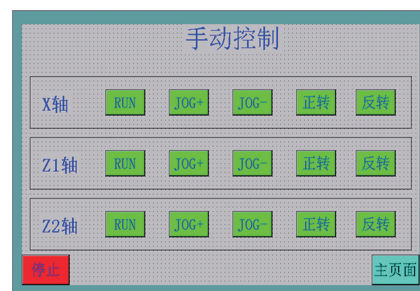 手动控制
X轴 RUN JOG+ JOG- 正转 反转
Z1轴 RUN JOG+ JOG- 正转 反转
Z2轴 RUN JOG+ JOG- 正转 反转
停止 主页面